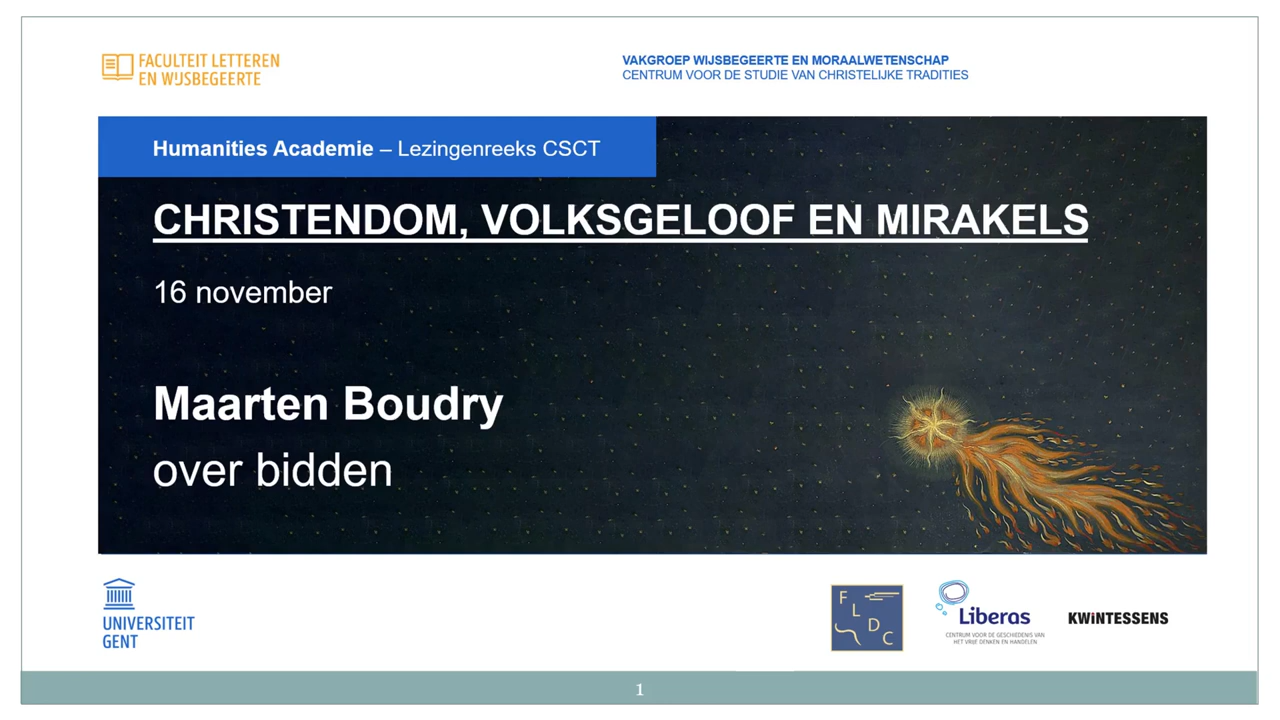 FACULTEIT LETTEREN
EN WIJSBEGEERTE
VAKGROEP WIJSBEGEERTE EN MORAALWETENSCHAP
CENTRUM VOOR DE STUDIE VAN CHRISTELIJKE TRADITIES
Humanities Academie – Lezingenreeks CSCT
CHRISTENDOM, VOLKSGELOOF EN MIRAKELS
16 november
Maarten Boudry
over bidden
UNIVERSITEIT
GENT
F
L
D
C
Liberas
CENTRUM VOOR DE GESCHIEDENIS VAN
HET VRIJE DENKEN EN HANDELEN
KWiNTESSENS
1